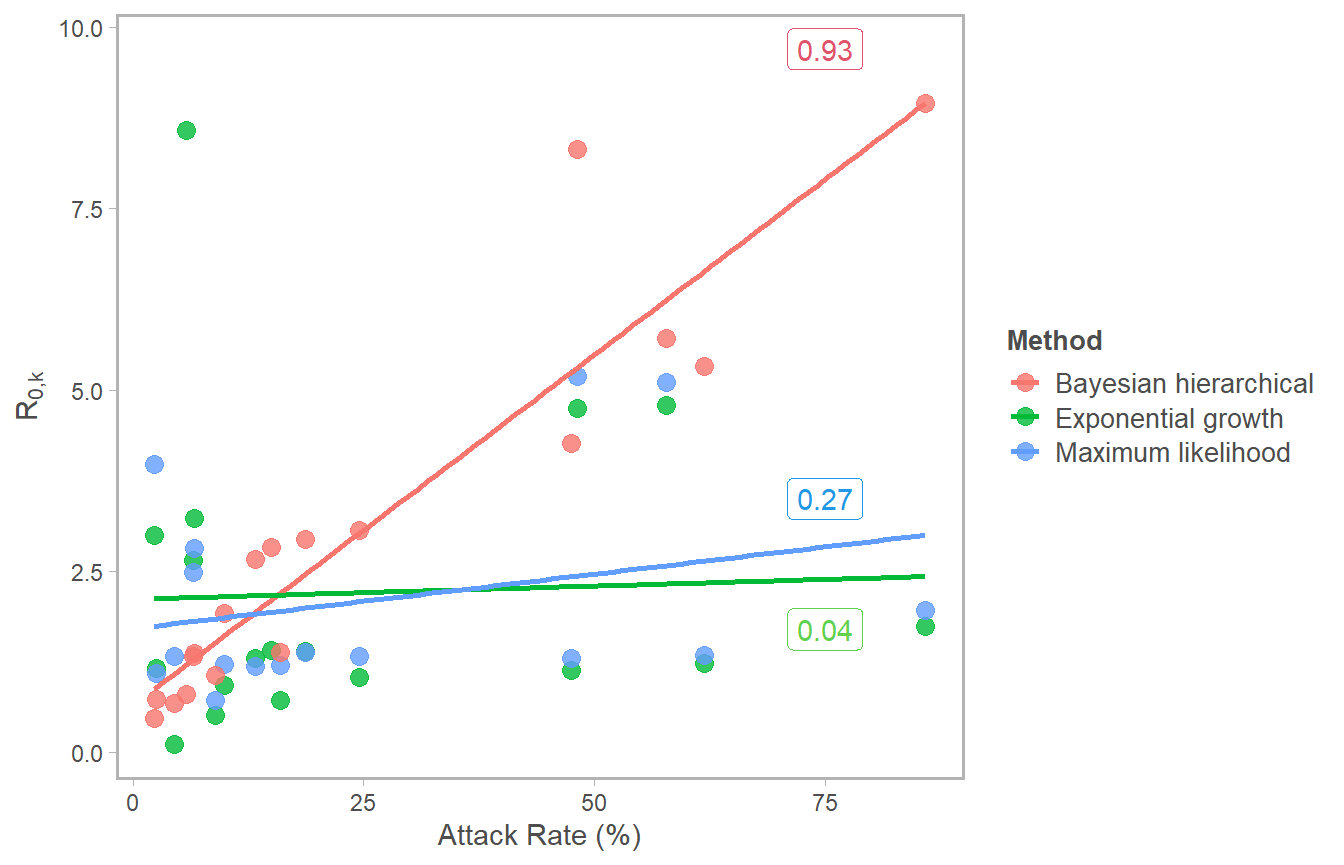 10.0
7.5
5.0
2.5
0.0
R0,k
0.93
0.27
0.04
0
25
50
75
Attack Rate (%)
Method
Bayesian hierarchical
Exponential growth
Maximum likelihood